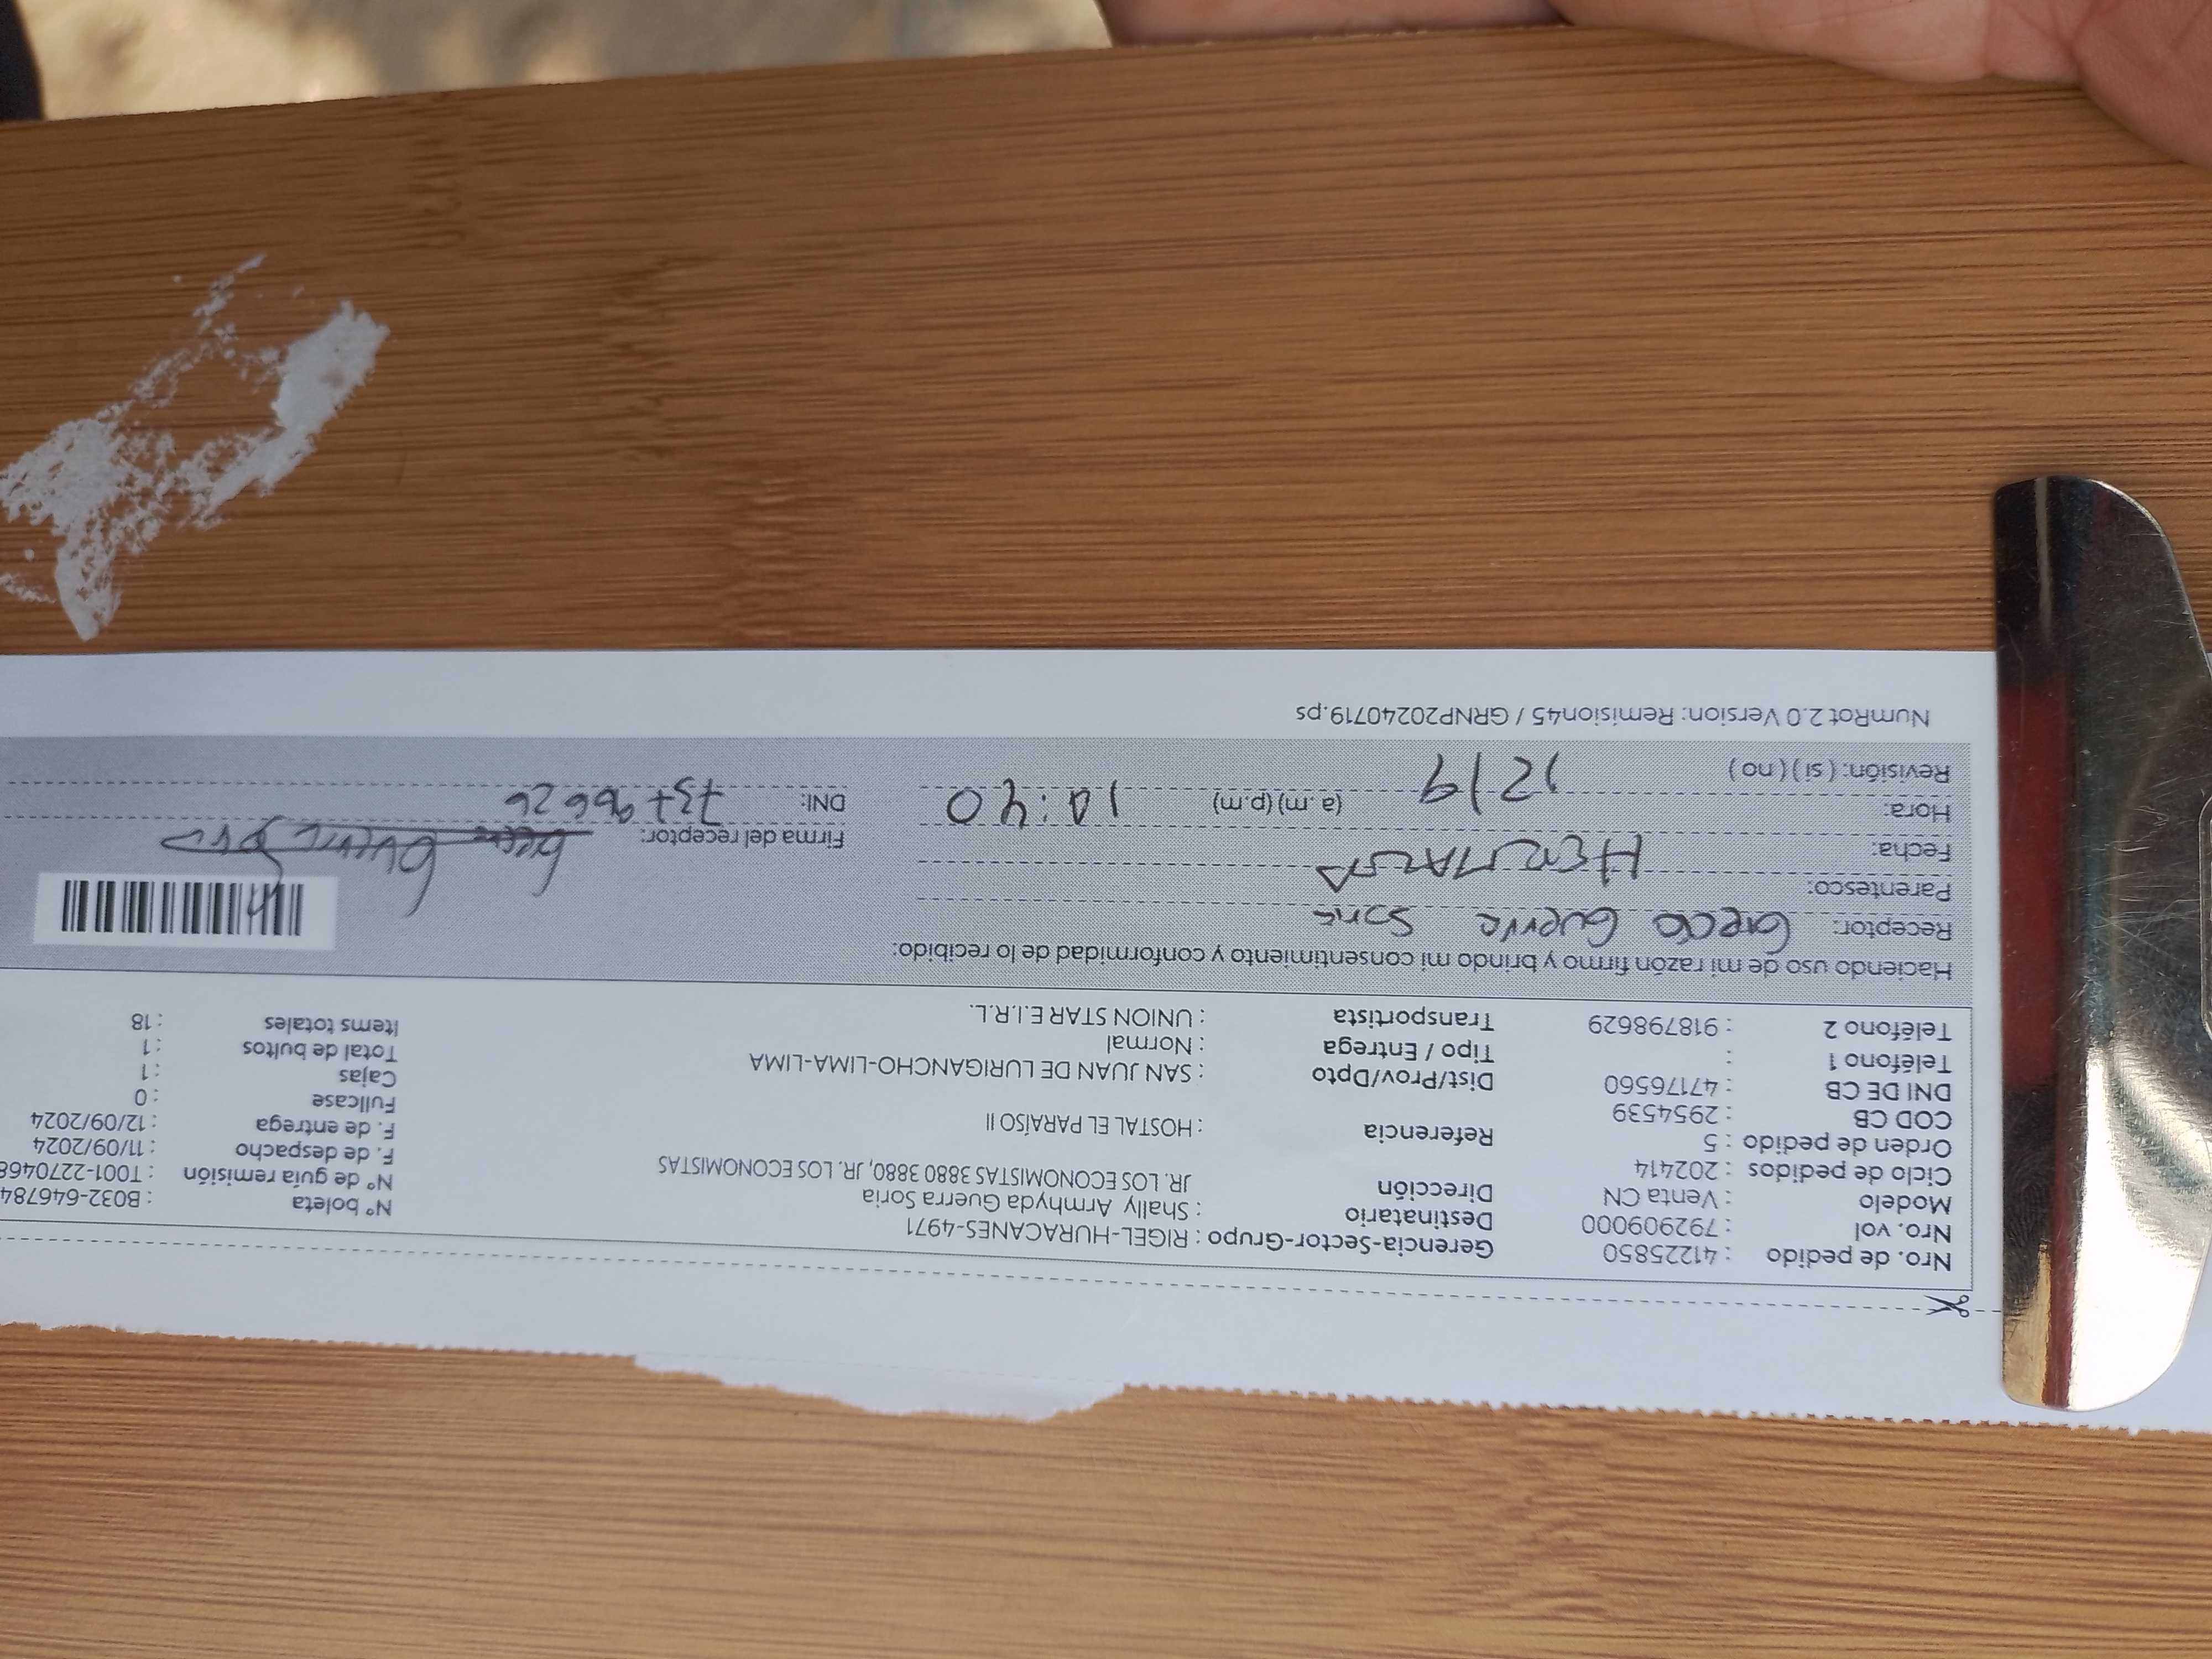 Nro. de pedido : 41225850 Gerencia-Sector-Grupo : RIGEL-HURACANES-4971 N° boleta : B032-646784
Nro. vol : 792909000 Destinatario : Shally Armhyda Guerra Soria N° de guía remisión : T001-2270468
Modelo : Venta CN Dirección JR. LOS ECONOMISTAS 3880 3880, JR. LOS ECONOMISTAS F. de despacho : 11/09/2024
Ciclo de pedidos : 202414 F. de entrega : 12/09/2024
Orden de pedido : 5 Referencia : HOSTAL EL PARAÍSO II Fullcase : 0
COD CB : 2954539 Cajas : 1
DNI DE CB : 47176560 Dist/Prov/Dpto : SAN JUAN DE LURIGANCHO-LIMA-LIMA Total de bultos : 1
Teléfono 1 : Tipo / Entrega : Normal Items totales : 18
Teléfono 2 : 918798629 Transportista : UNION STAR E.I.R.L.
Haciendo uso de mi razón firmo y brindo mi consentimiento y conformidad de lo recibido:
Receptor: Guerra Soria
Parentesco: HERMANA
Fecha: 12/9 Firma del receptor:
Hora: (a.m) (p.m) 10:40 DNI:
Revisión: ( si ) ( no )
NumRot 2.0 Version: Remision45 / GRNP20240719.ps